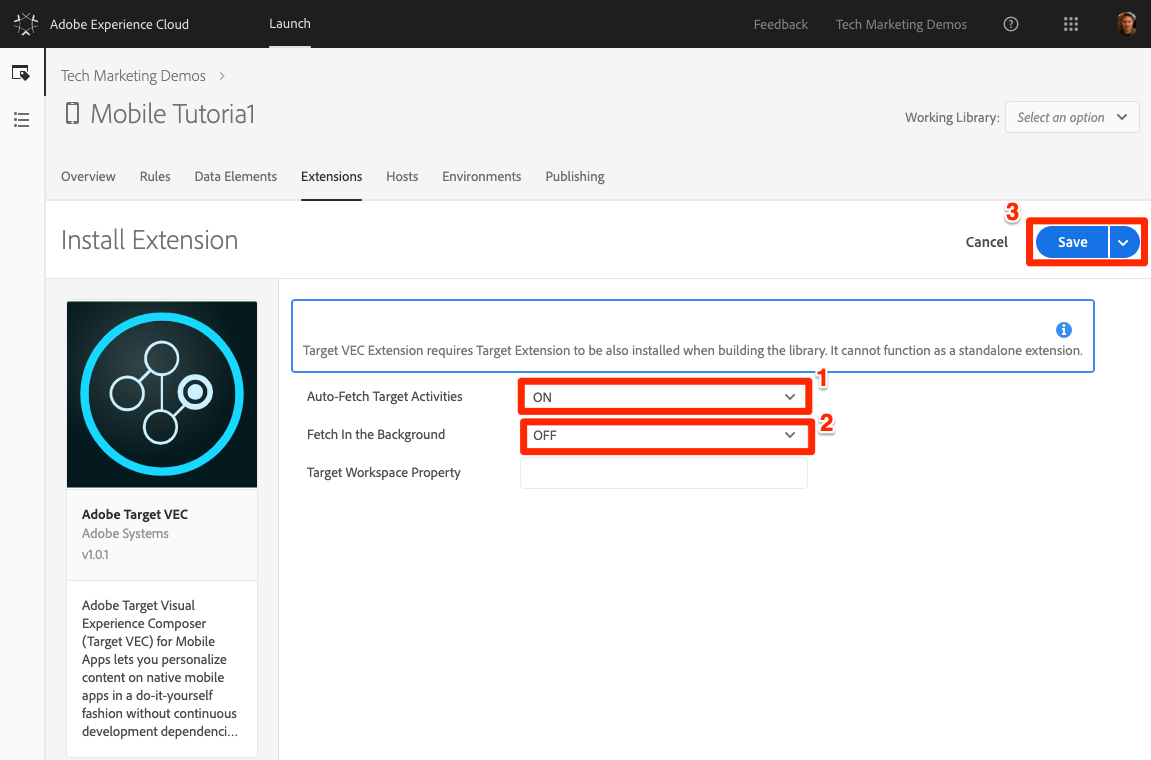 Adobe Experience Cloud
Launch
Feedback
Tech Marketing Demos
Tech Marketing Demos
Mobile Tutoria1
Working Library:
Select an option
Overview
Rules
Data Elements
Extensions
Hosts
Environments
Publishing
3
Install Extension
Cancel
Save
Target VEC Extension requires Target Extension to be also installed when building the library. It cannot function as a standalone extension.
1
Auto-Fetch Target Activities
ON
2
Fetch In the Background
OFF
Target Workspace Property
Adobe Target VEC
Adobe Systems
v1.0.1
Adobe Target Visual
Experience Composer
(Target VEC) for Mobile
Apps lets you personalize
content on native mobile
apps in a do-it-yourself
fashion without continuous
development dependenci...